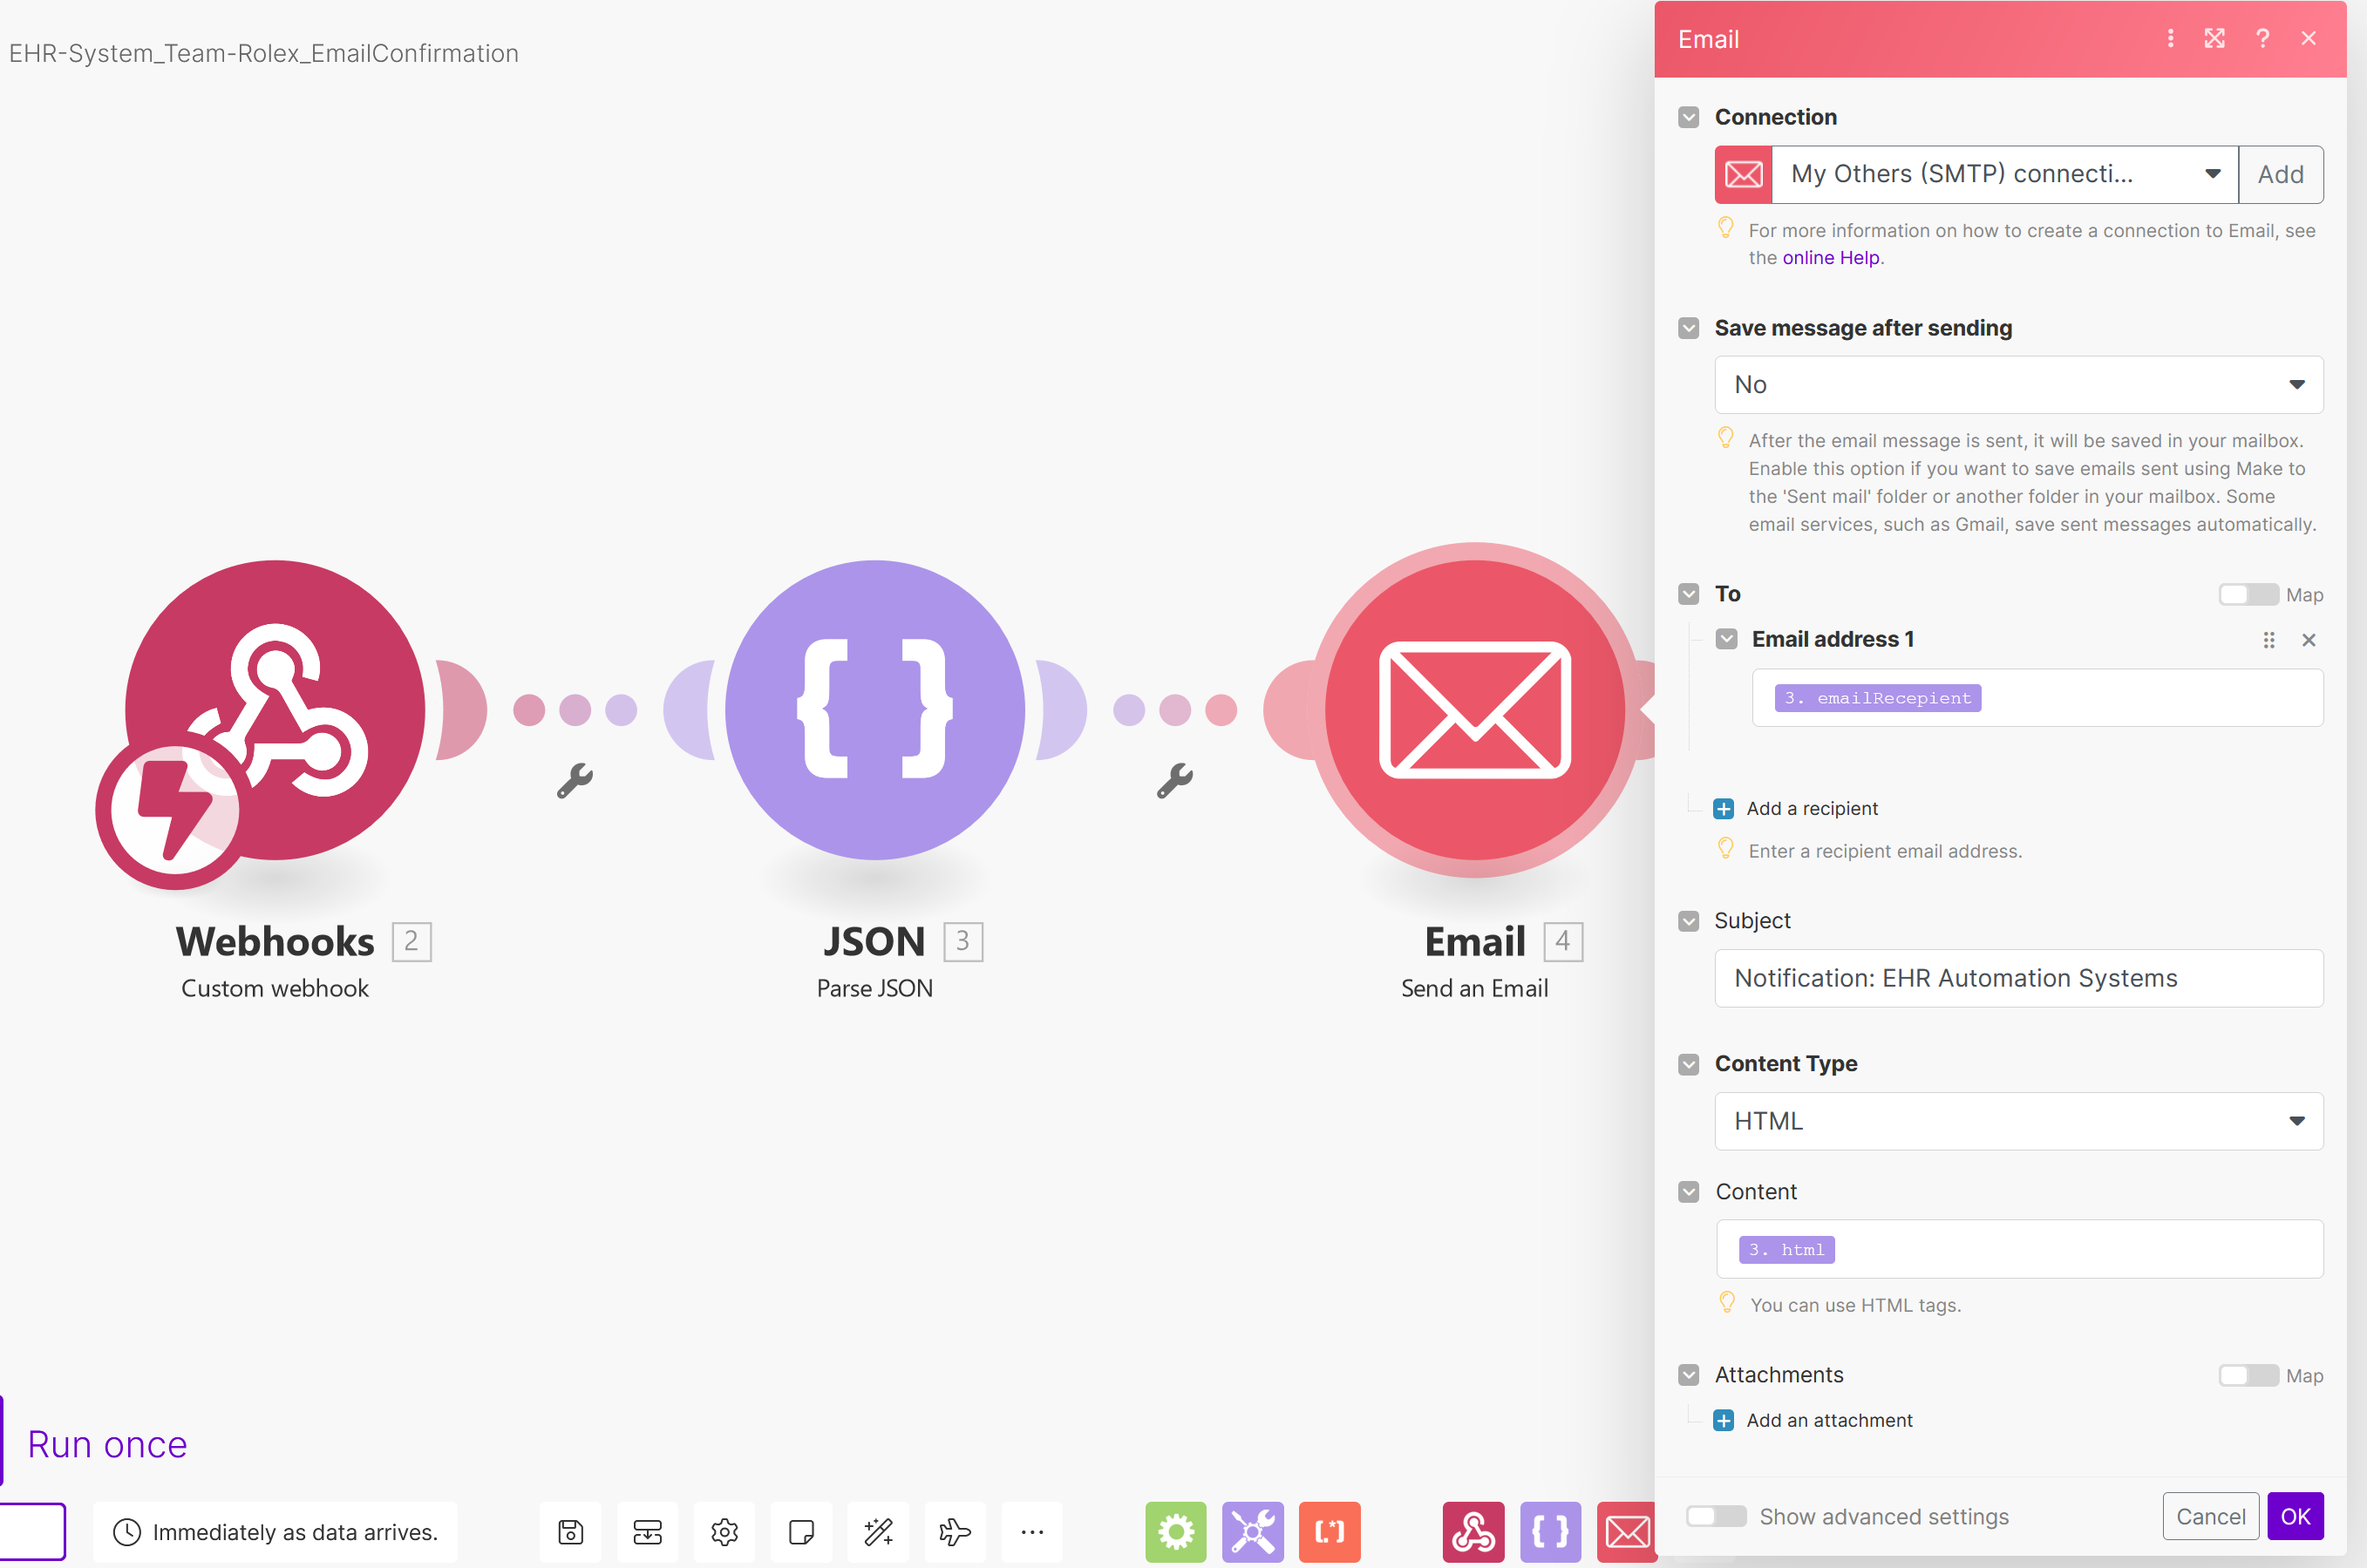 EHR-System_Team-Rolex_EmailConfirmation
Webhooks 2
Custom webhook
JSON 3
Parse JSON
Email 4
Send an Email
Run once
Immediately as data arrives.
Email
Connection
My Others (SMTP) connecti...
Add
For more information on how to create a connection to Email, see
the online Help.
Save message after sending
No
After the email message is sent, it will be saved in your mailbox.
Enable this option if you want to save emails sent using Make to
the 'Sent mail' folder or another folder in your mailbox. Some
email services, such as Gmail, save sent messages automatically.
To
Map
Email address 1
3. emailRecepient
Add a recipient
Enter a recipient email address.
Subject
Notification: EHR Automation Systems
Content Type
HTML
Content
3. html
You can use HTML tags.
Attachments
Map
Add an attachment
Show advanced settings
Cancel
OK